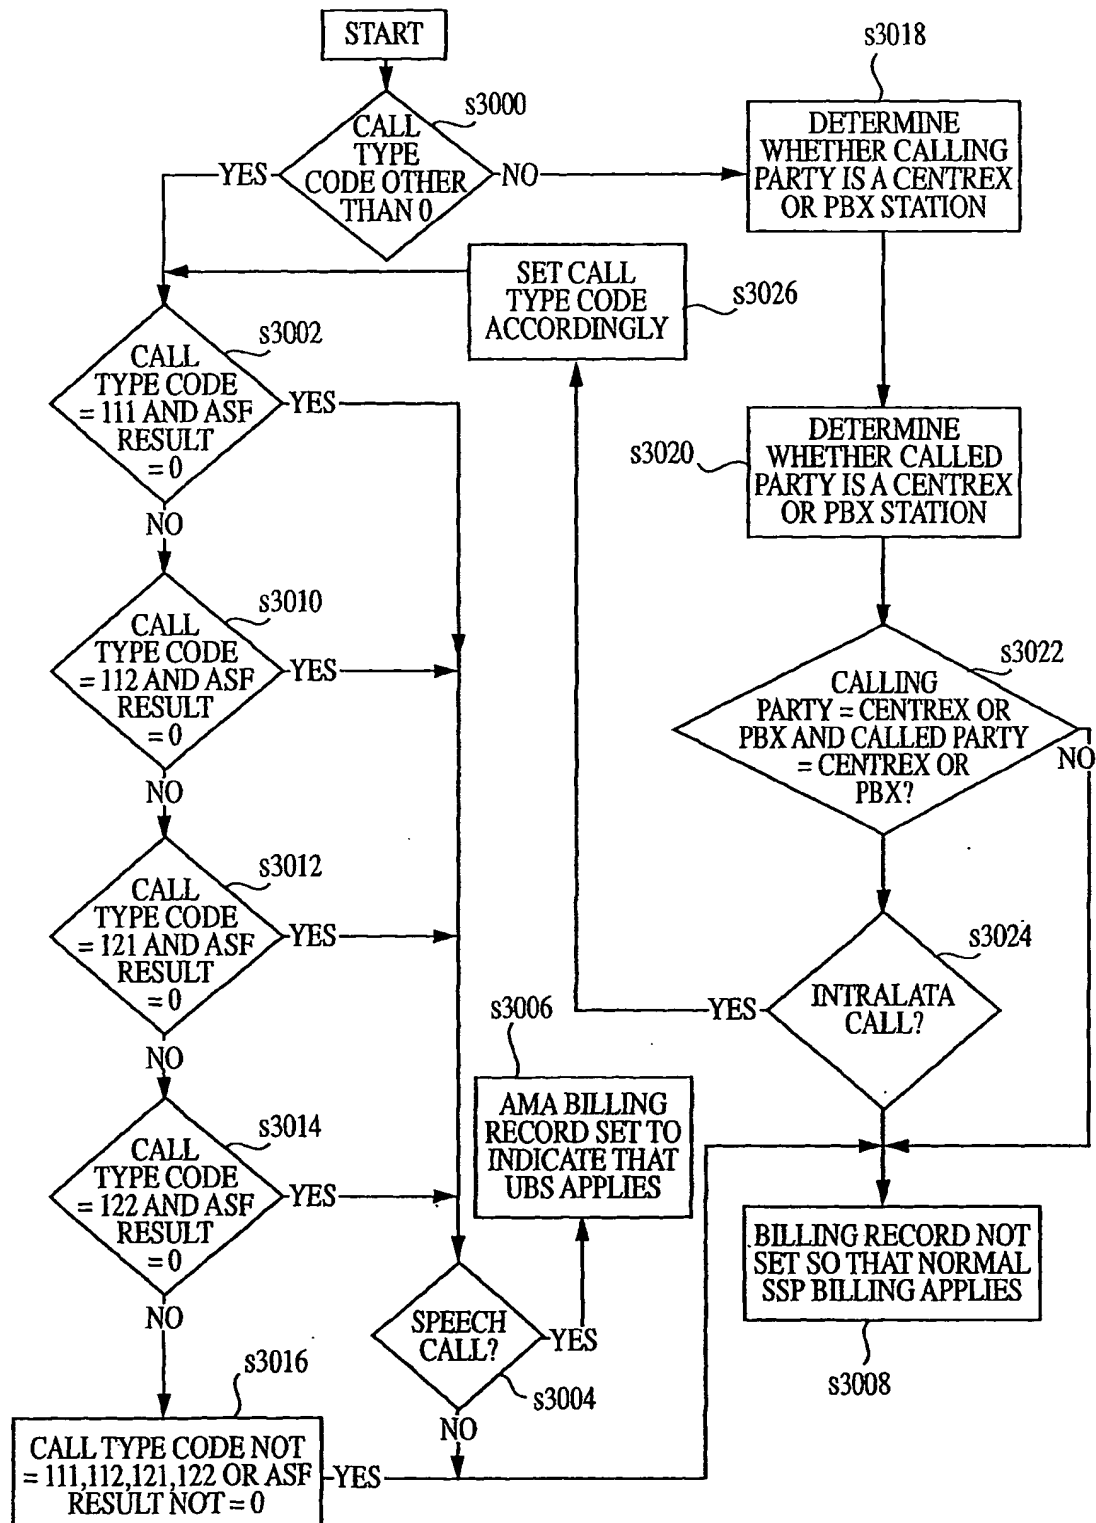 START
s3000
CALL
TYPE
CODE OTHER
THAN 0
YES
NO
s3018
DETERMINE
WHETHER CALLING
PARTY IS A CENTREX
OR PBX STATION
SET CALL
TYPE CODE
ACCORDINGLY
s3026
s3002
CALL
TYPE CODE
= 111 AND ASF
RESULT
= 0
YES
NO
s3020
DETERMINE
WHETHER CALLED
PARTY IS A CENTREX
OR PBX STATION
s3010
CALL
TYPE CODE
= 112 AND ASF
RESULT
= 0
YES
NO
s3022
CALLING
PARTY = CENTREX OR
PBX AND CALLED PARTY
= CENTREX OR
PBX?
NO
s3012
CALL
TYPE CODE
= 121 AND ASF
RESULT
= 0
YES
NO
s3024
INTRALATA
CALL?
YES
s3006
AMA BILLING
RECORD SET TO
INDICATE THAT
UBS APPLIES
s3014
CALL
TYPE CODE
= 122 AND ASF
RESULT
= 0
YES
NO
BILLING RECORD NOT
SET SO THAT NORMAL
SSP BILLING APPLIES
s3008
SPEECH
CALL?
YES
s3004
NO
s3016
CALL TYPE CODE NOT
= 111,112,121,122 OR ASF
RESULT NOT = 0
YES